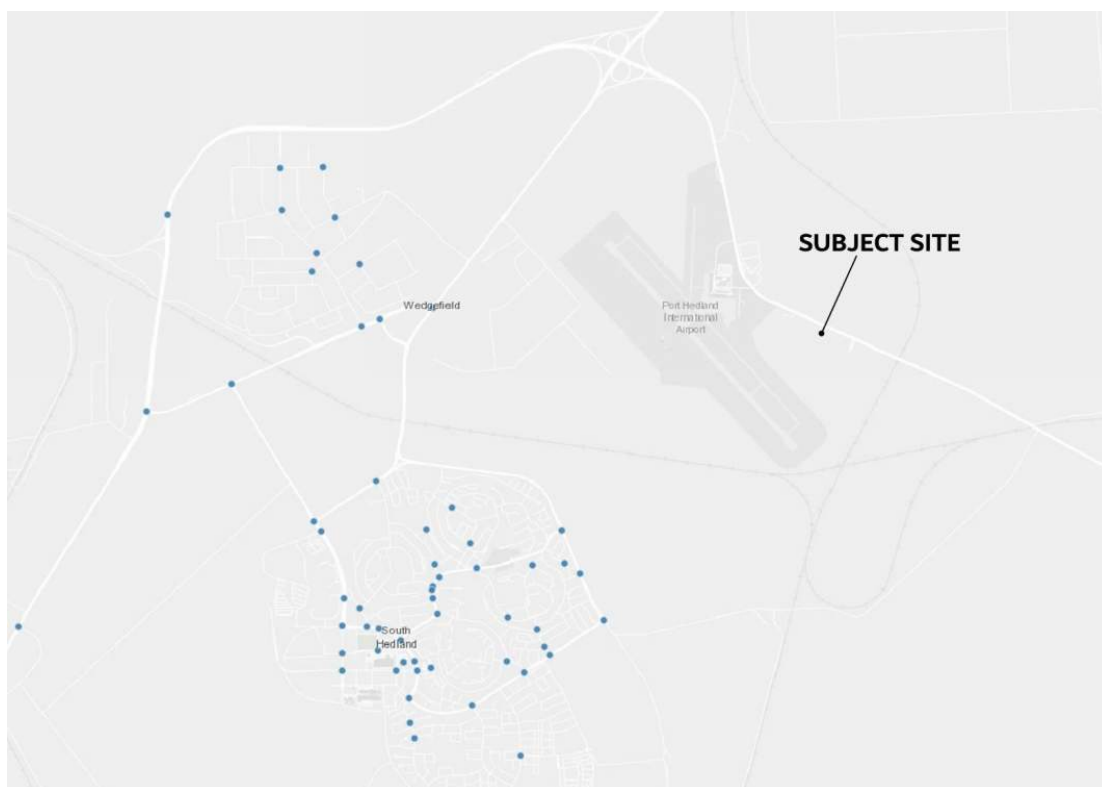 SUBJECT SITE
Wedgefield
Port Hedland
International
Airport
South
Hedland